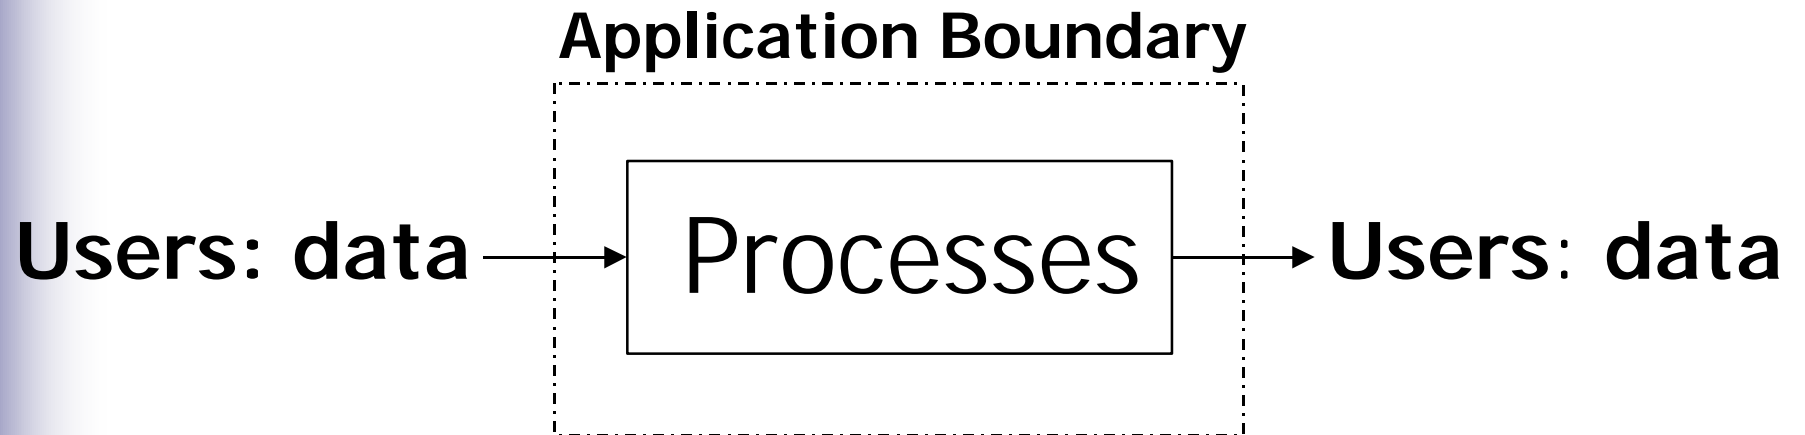 Application Boundary
Users: data
Processes
Users: data